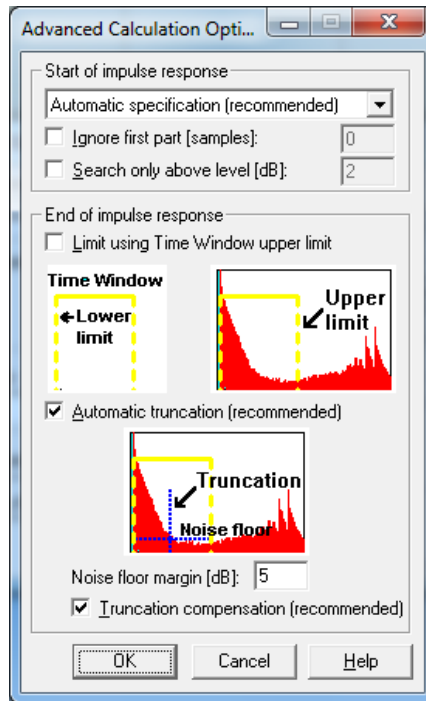 Advanced Calculation Opti...
Start of impulse response
Automatic specification (recommended)
Ignore first part [samples]: 0
Search only above level [dB]: 2
End of impulse response
Limit using Time Window upper limit
Time Window
Lower
limit
Upper
limit
Automatic truncation (recommended)
Truncation
Noise floor
Noise floor margin [dB]: 5
Truncation compensation (recommended)
OK Cancel Help